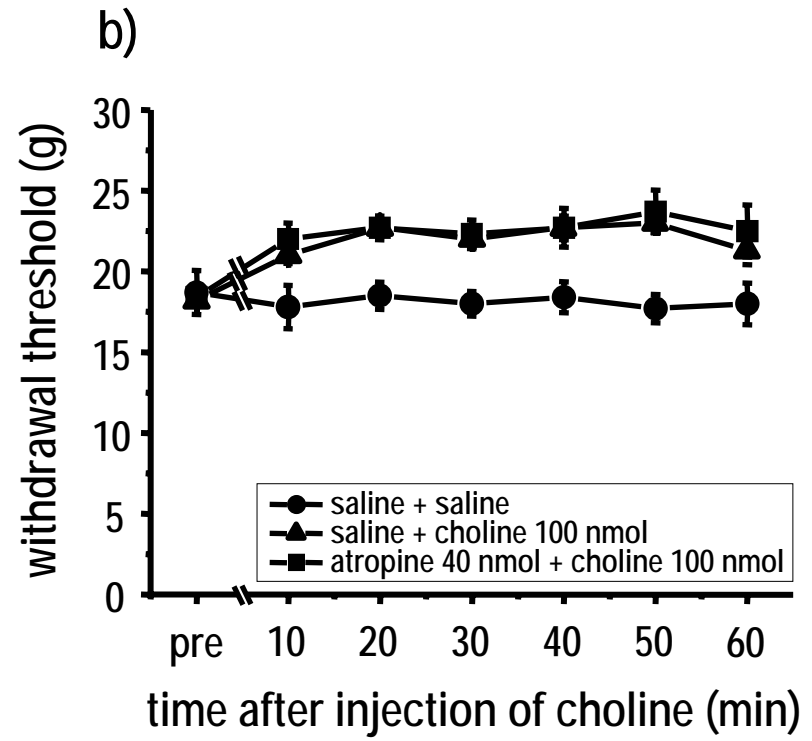 b)
withdrawal threshold (g)
30
25
20
15
10
5
0
saline + saline
saline + choline 100 nmol
atropine 40 nmol + choline 100 nmol
pre 10 20 30 40 50 60
time after injection of choline (min)